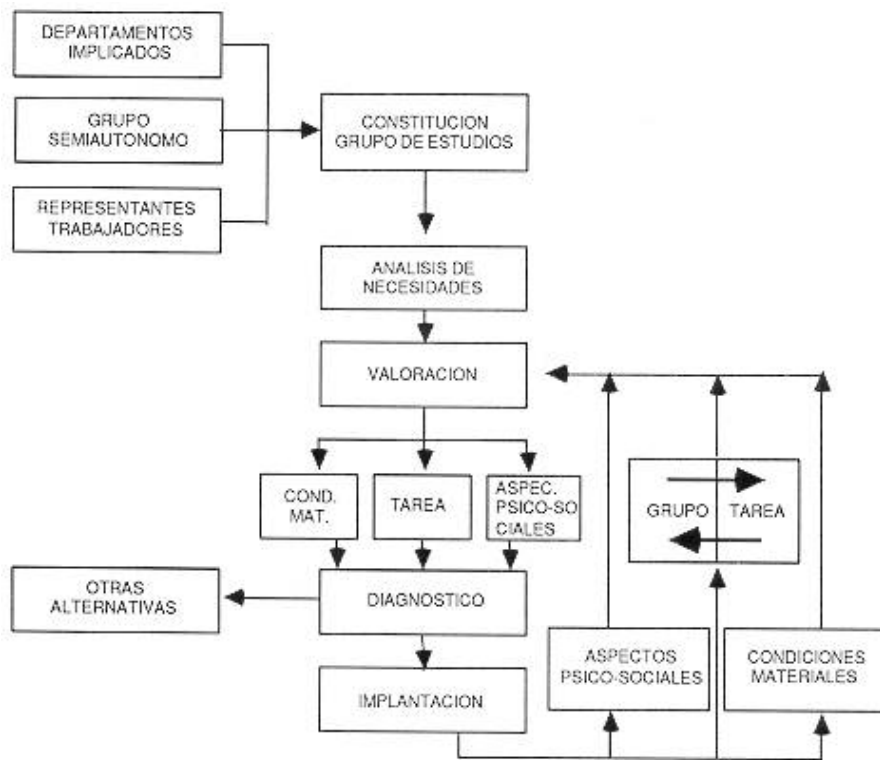 DEPARTAMENTOS
IMPLICADOS
GRUPO
SEMIAUTONOMO
REPRESENTANTES
TRABAJADORES
CONSTITUCION
GRUPO DE ESTUDIOS
ANALISIS DE
NECESIDADES
VALORACION
COND.
MAT.
TAREA
ASPEC.
PSICO-SO
CIALES
GRUPO
TAREA
OTRAS
ALTERNATIVAS
DIAGNOSTICO
ASPECTOS
PSICO-SOCIALES
CONDICIONES
MATERIALES
IMPLANTACION